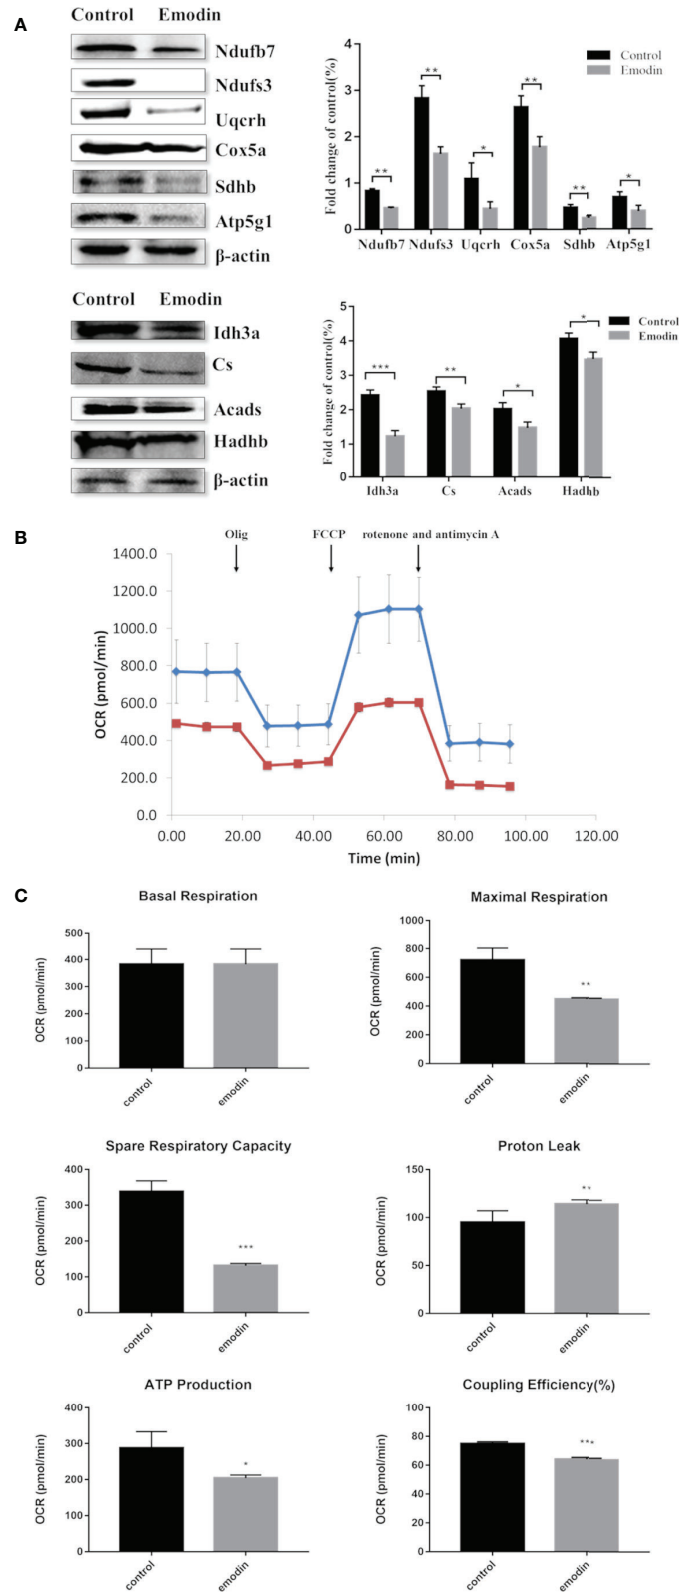 A
Control Emodin
Ndufb7
Ndufs3
Uqcrh
Cox5a
Sdhb
Atp5g1
β-actin
Fold change of control(%)
4
3
2
1
0
Control
Emodin
** ** * ** ** *
Ndufb7 Ndufs3 Uqcrh Cox5a Sdhb Atp5g1
Control Emodin
Idh3a
Cs
Acads
Hadhb
β-actin
Fold change of control(%)
5
4
3
2
1
0
Control
Emodin
*** ** * *
Idh3a Cs Acads Hadhb
B
Olig FCCP rotenone and antimycin A
OCR (pmol/min)
1400.0
1200.0
1000.0
800.0
600.0
400.0
200.0
0.0
0.00 20.00 40.00 60.00 80.00 100.00 120.00
Time (min)
C
Basal Respiration
OCR (pmol/min)
500
400
300
200
100
0
control emodin
Maximal Respiration
OCR (pmol/min)
1000
800
600
400
200
0
**
control emodin
Spare Respiratory Capacity
OCR (pmol/min)
400
300
200
100
0
***
control emodin
Proton Leak
OCR (pmol/min)
150
100
50
0
**
control emodin
ATP Production
OCR (pmol/min)
400
300
200
100
0
*
control emodin
Coupling Efficiency(%)
OCR (pmol/min)
80
60
40
20
0
***
control emodin